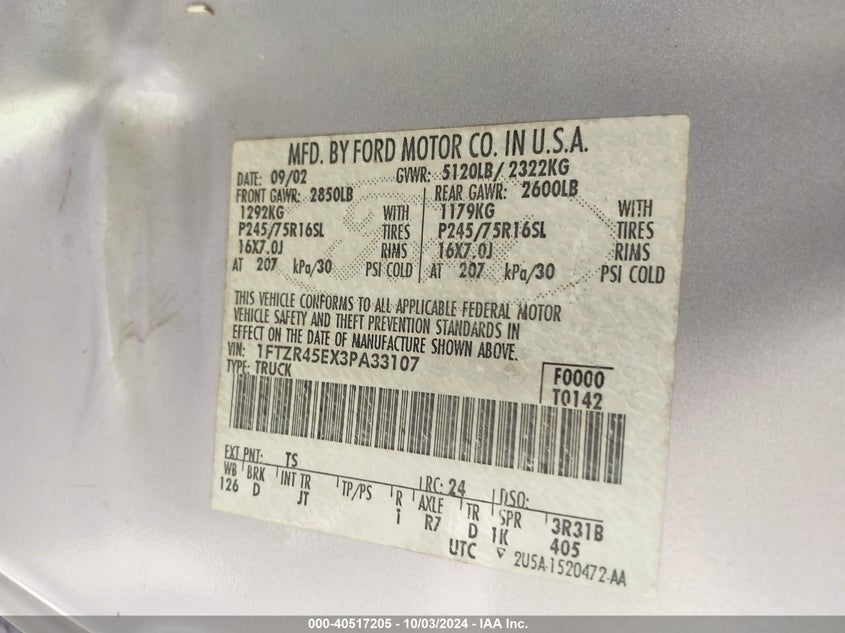 MFD. BY FORD MOTOR CO. IN U.S.A.
DATE: 09/02 GVWR: 5120LB/ 2322KG
FRONT GAWR: 2850LB REAR GAWR: 2600LB
1292KG WITH 1179KG WITH
P245/75R16SL TIRES P245/75R16SL TIRES
16X7.0J RIMS 16X7.0J RIMS
AT 207 kPa/30 PSI COLD AT 207 kPa/30 PSI COLD
THIS VEHICLE CONFORMS TO ALL APPLICABLE FEDERAL MOTOR
VEHICLE SAFETY AND THEFT PREVENTION STANDARDS IN
EFFECT ON THE DATE OF MANUFACTURE SHOWN ABOVE.
VIN: 1FTZR45EX3PA33107
TYPE: TRUCK
F0000
T0142
EXT PNT: TS RC: 24 DSO:
WB BRK INT TR TP/PS R AXLE TR SPR
126 D JT 1 R7 D 1K
3R31B
405
UTC 2U5A-1520472-AA
000-40517205 - 10/03/2024 - IAA Inc.